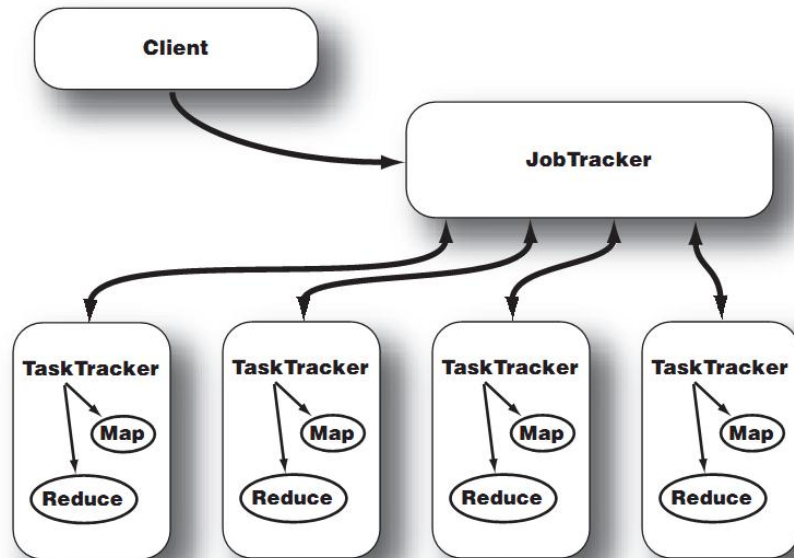 Client
JobTracker
TaskTracker
Map
Reduce
TaskTracker
Map
Reduce
TaskTracker
Map
Reduce
TaskTracker
Map
Reduce